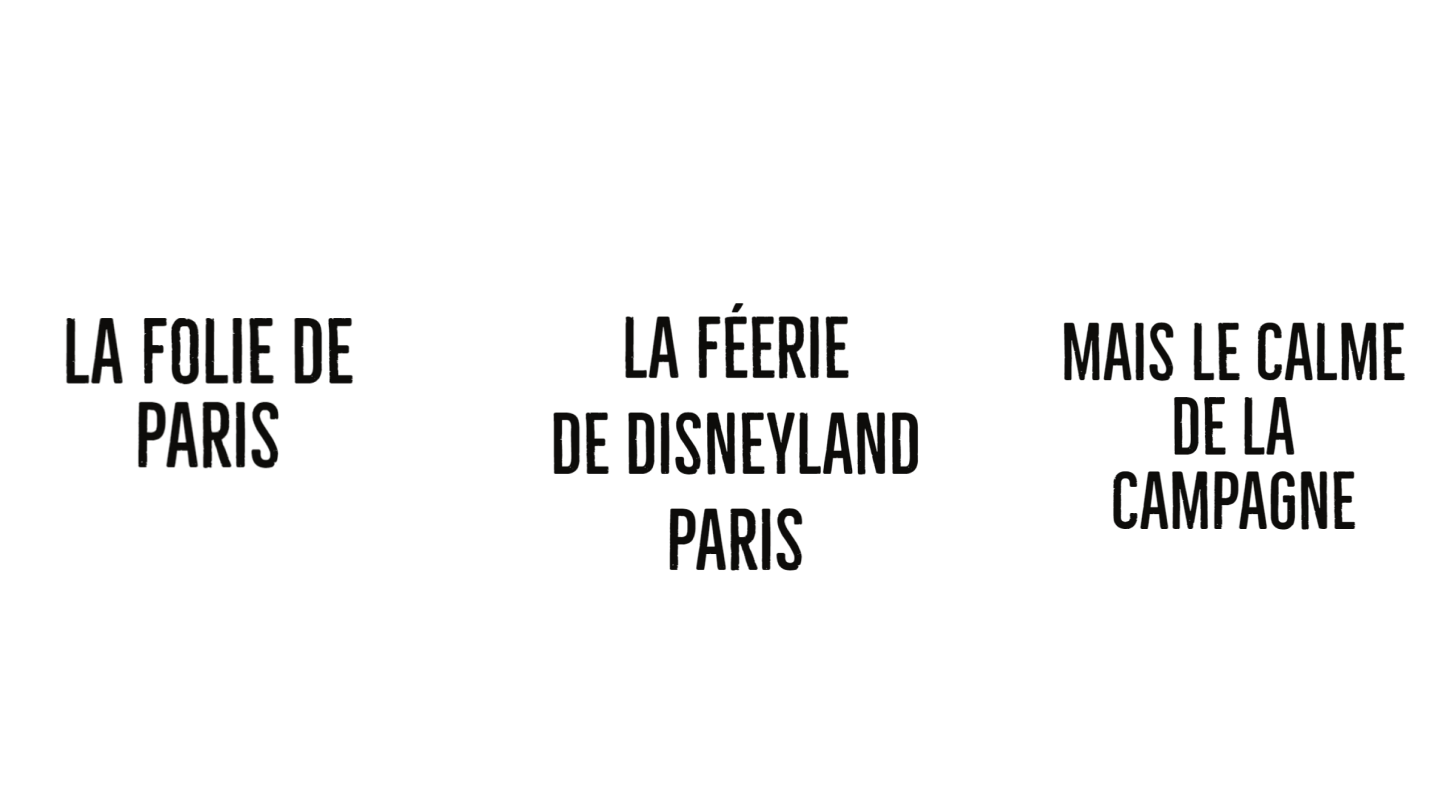 LA FOLIE DE
PARIS
LA FÉERIE
DE DISNEYLAND
PARIS
MAIS LE CALME
DE LA
CAMPAGNE